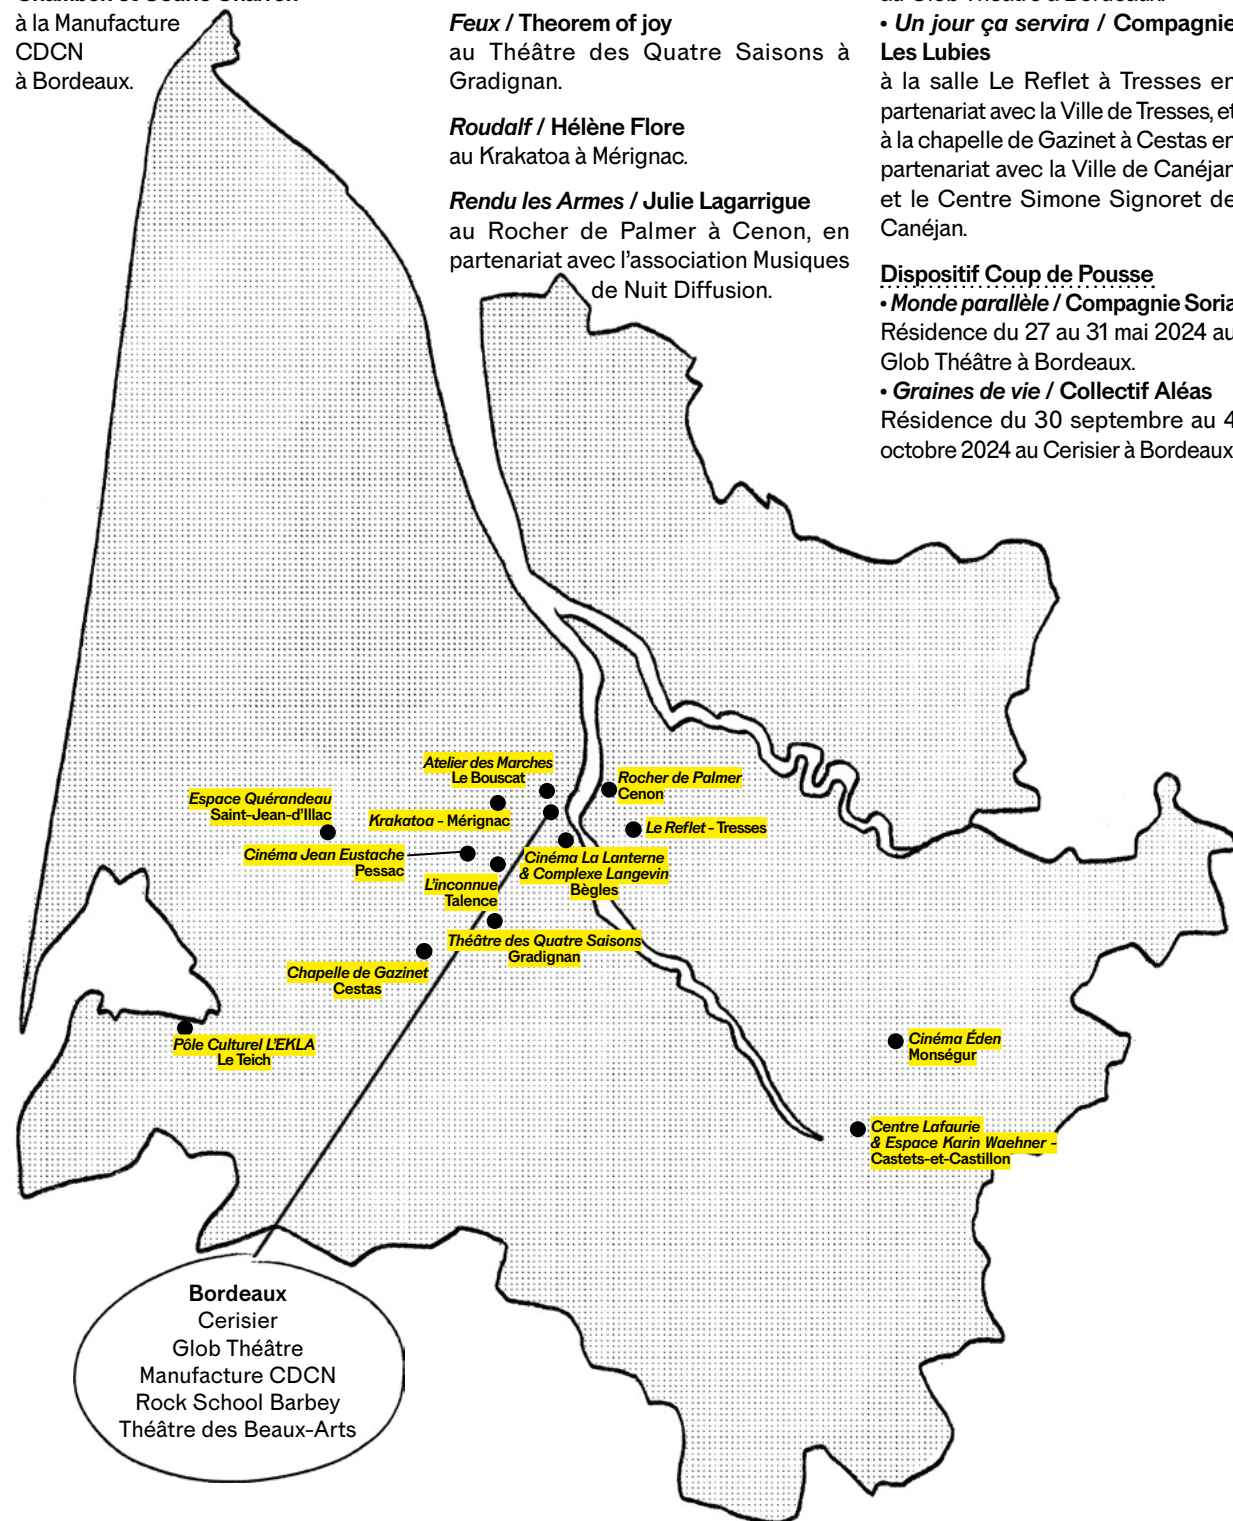 à la Manufacture
CDCN
à Bordeaux.
Feux / Theorem of joy
au Théâtre des Quatre Saisons à
Gradignan.
Roudalf / Hélène Flore
au Krakatoa à Mérignac.
Rendu les Armes / Julie Lagarrigue
au Rocher de Palmer à Cenon, en
partenariat avec l’association Musiques
de Nuit Diffusion.
• Un jour ça servira / Compagnie
Les Lubies
à la salle Le Reflet à Tresses en
partenariat avec la Ville de Tresses, et
à la chapelle de Gazinet à Cestas en
partenariat avec la Ville de Canéjan
et le Centre Simone Signoret de
Canéjan.
Dispositif Coup de Pousse
• Monde parallèle / Compagnie Soria
Résidence du 27 au 31 mai 2024 au
Glob Théâtre à Bordeaux.
• Graines de vie / Collectif Aléas
Résidence du 30 septembre au 4
octobre 2024 au Cerisier à Bordeaux
Atelier des Marches
Le Bouscat
Rocher de Palmer
Cenon
Espace Quérandeau
Saint-Jean-d’Illac
Krakatoa - Mérignac
Le Reflet - Tresses
Cinéma Jean Eustache
Pessac
Cinéma La Lanterne
& Complexe Langevin
Bègles
L’inconnue
Talence
Théâtre des Quatre Saisons
Gradignan
Chapelle de Gazinet
Cestas
Pôle Culturel L’EKLA
Le Teich
Cinéma Éden
Monségur
Centre Lafaurie
& Espace Karin Waehner -
Castets-et-Castillon
Bordeaux
Cerisier
Glob Théâtre
Manufacture CDCN
Rock School Barbey
Théâtre des Beaux-Arts